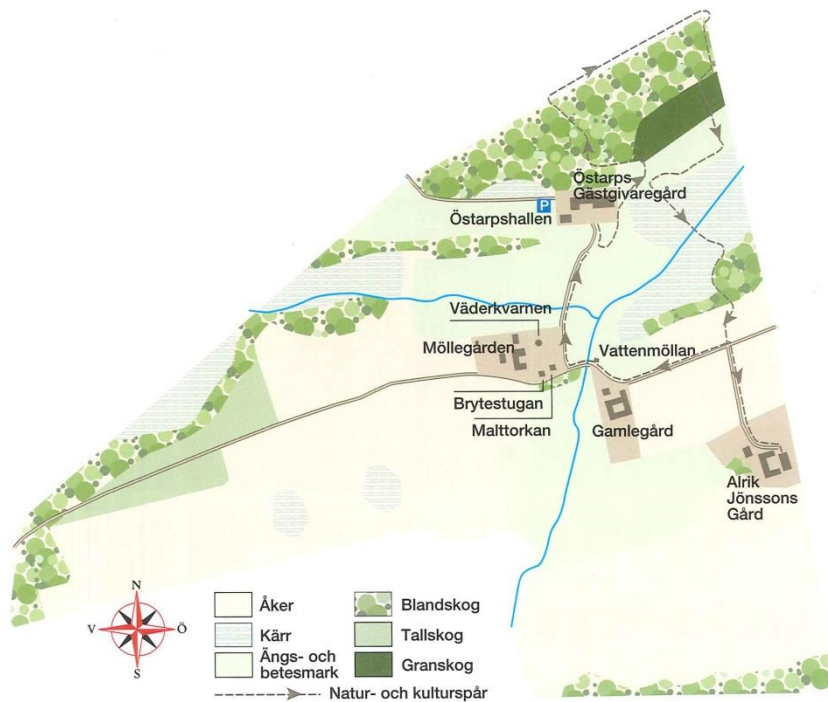 Östarps
Gästgivaregård
P
Östarpshallen
Väderkvarnen
Möllegården
Vattenmöllan
Brytestugan
Malttorkan
Gamlegård
Alrik
Jönssons
Gård
N
V
Ö
S
Åker
Kärr
Ängs- och
betesmark
Blandskog
Tallskog
Granskog
Natur- och kulturspår